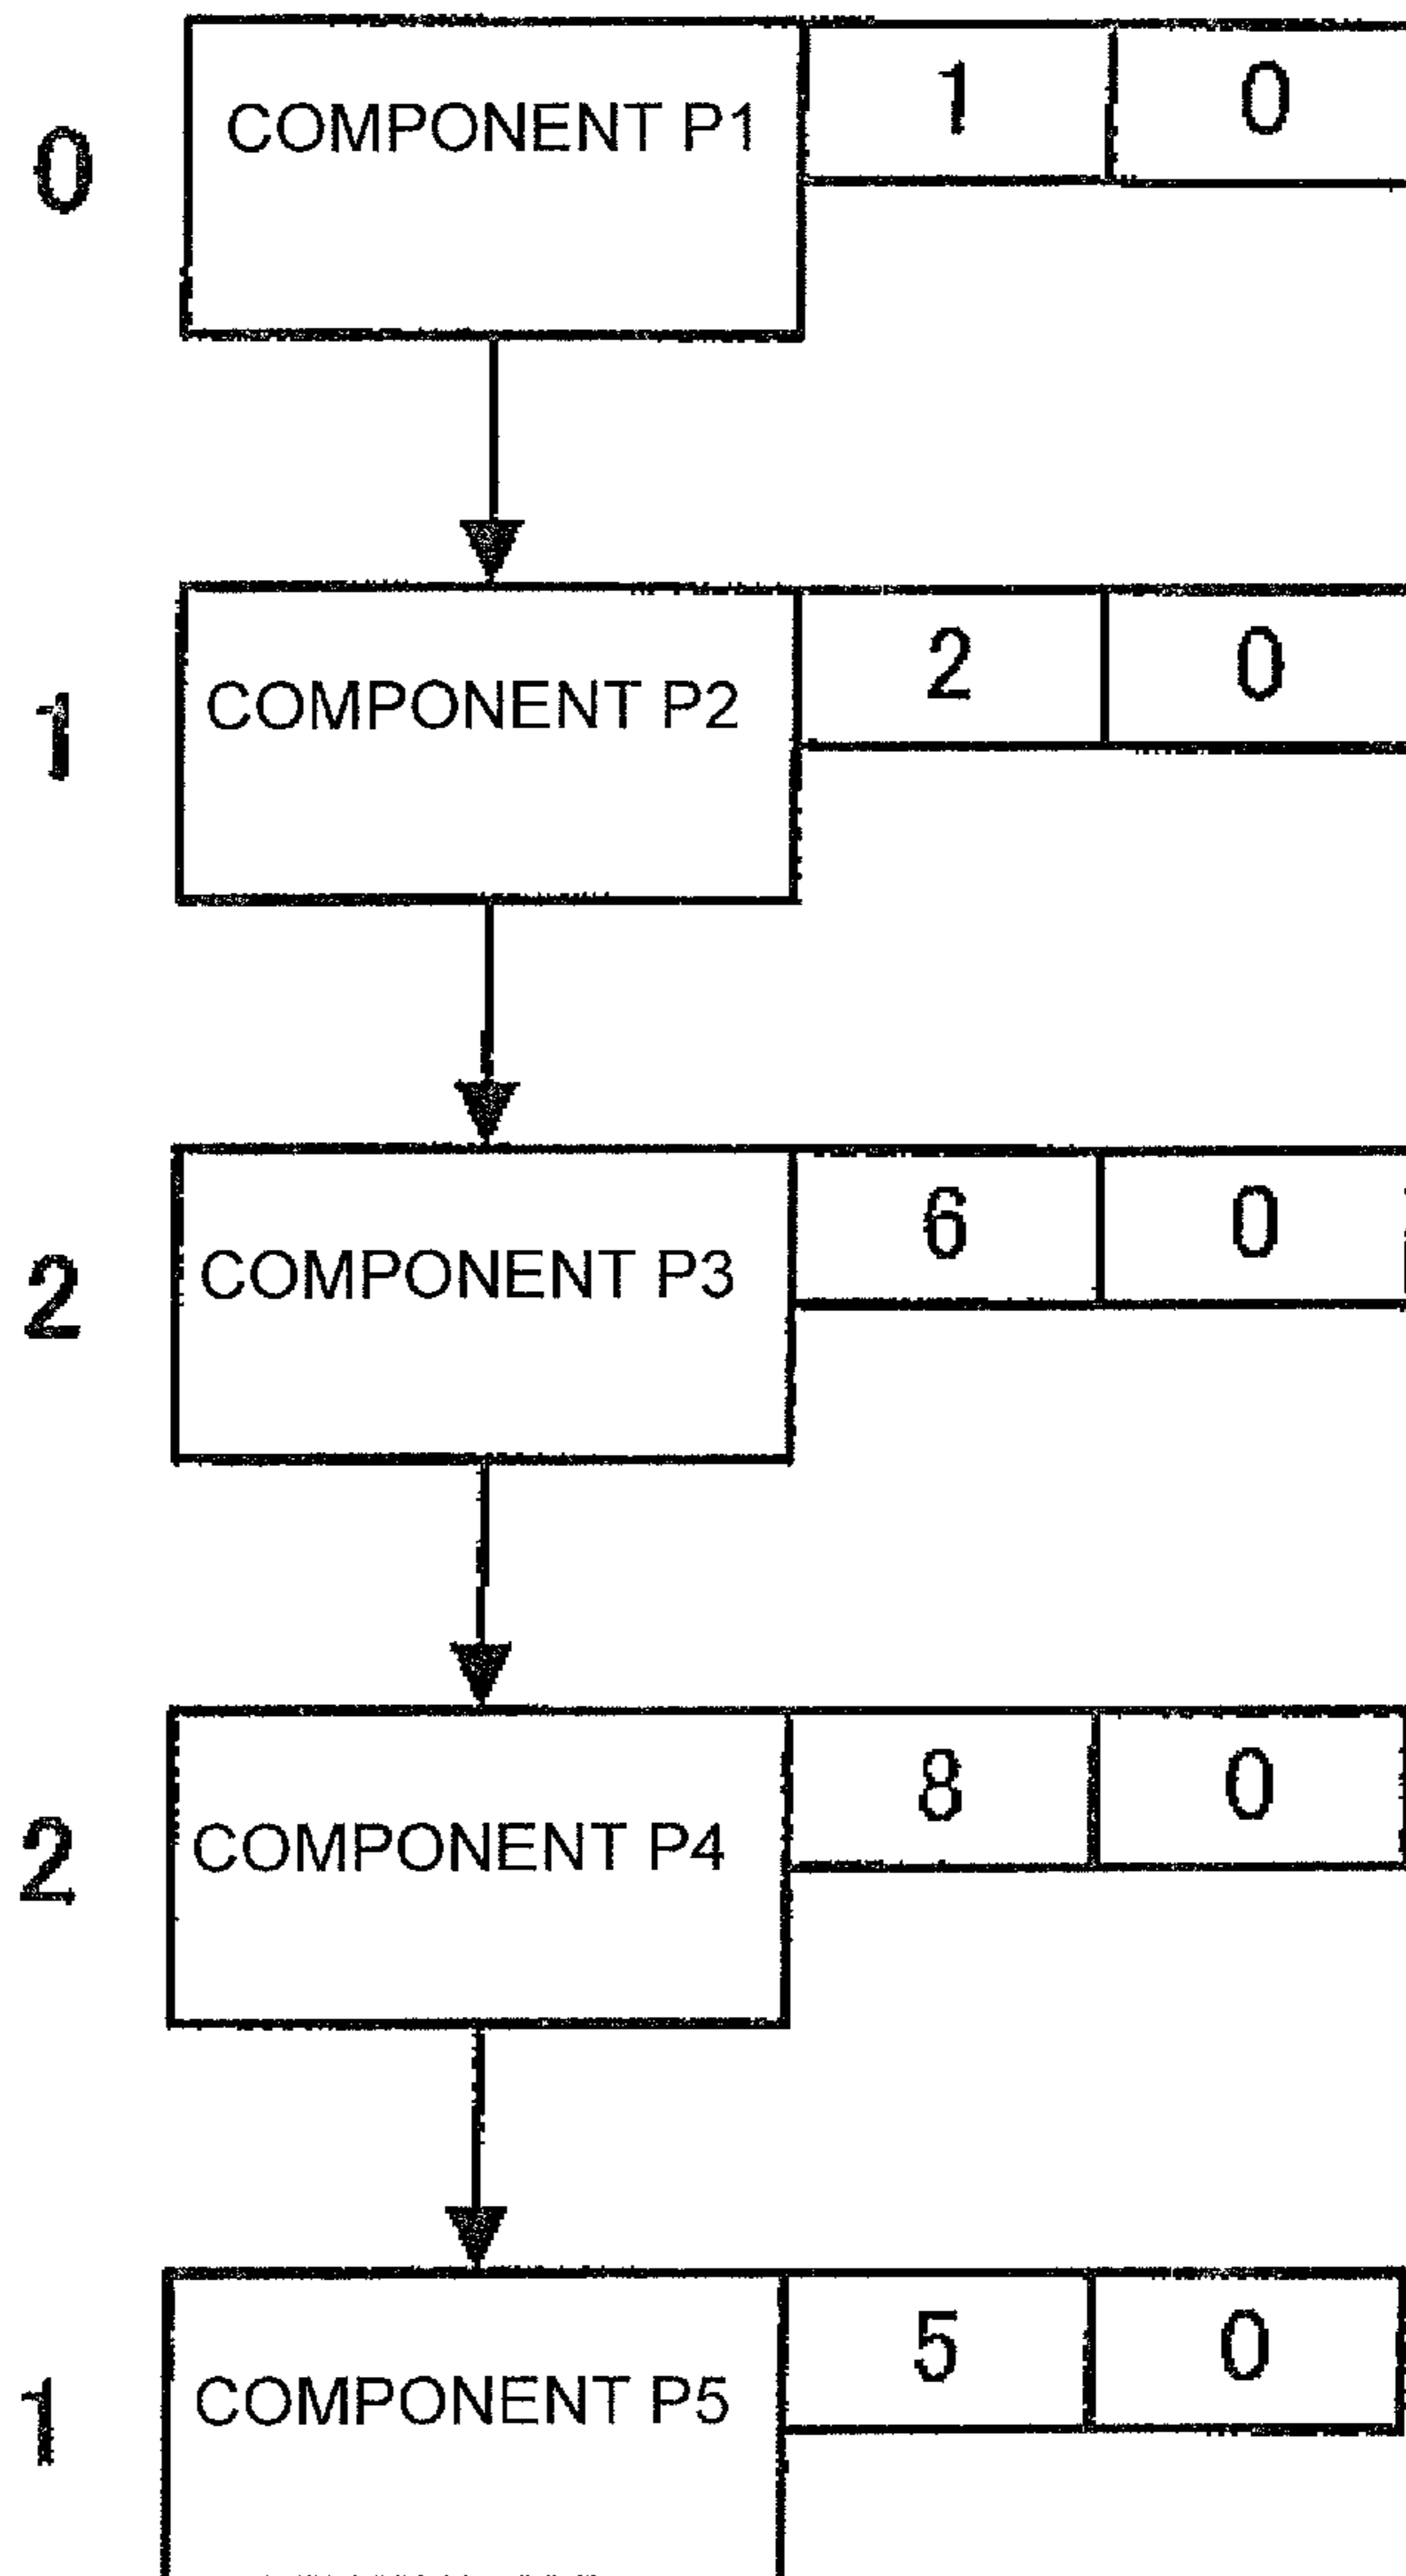 COMPONENT P1 1 0
0
COMPONENT P2 2 0
1
COMPONENT P3 6 0
2
COMPONENT P4 8 0
2
COMPONENT P5 5 0
1